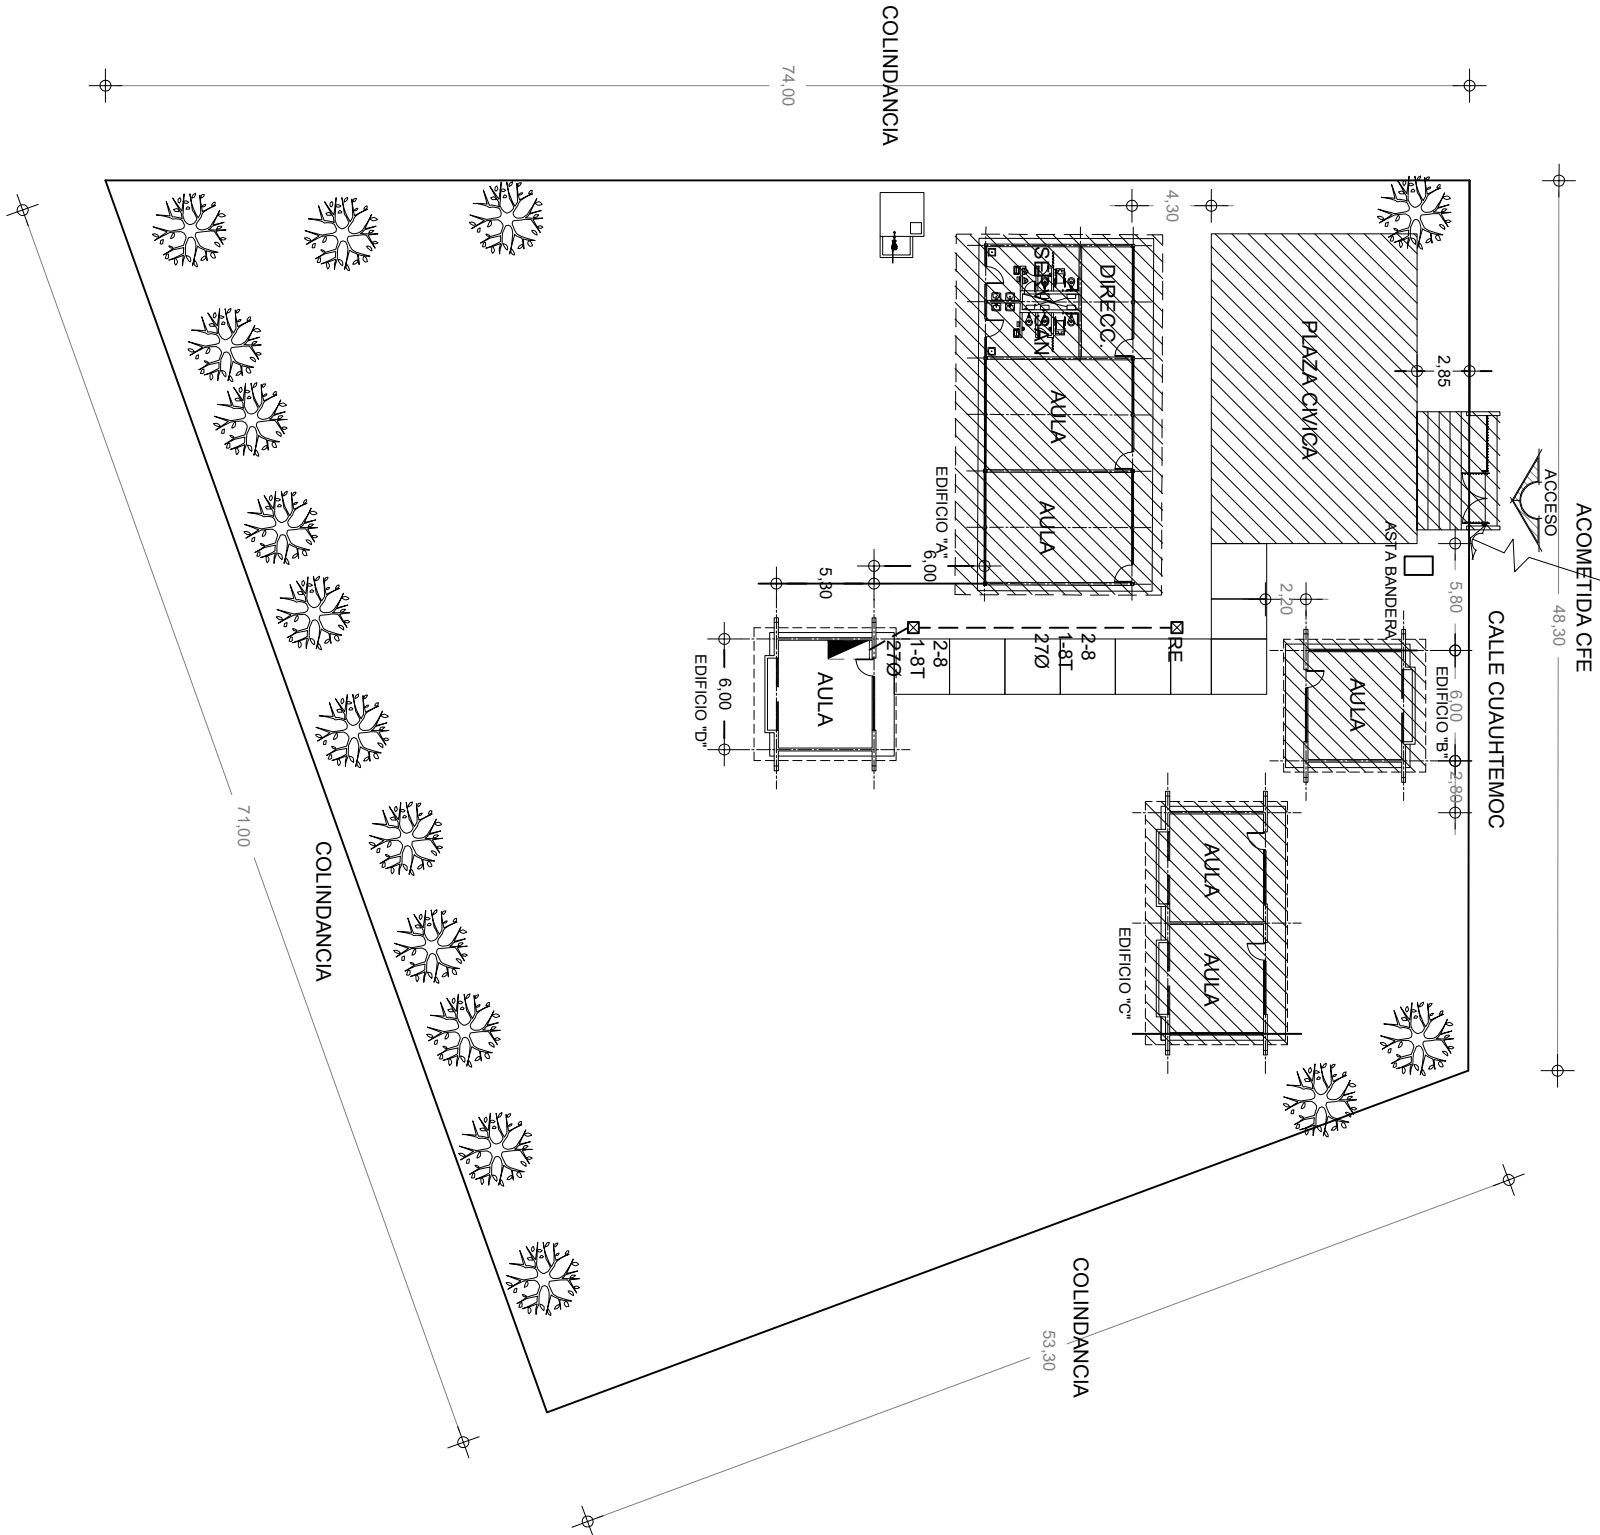 COLINDANCIA
74,00
4,30
2,85
DIRECC.
SERV. SAN
AULA
AULA
EDIFICIO "A"
PLAZA CIVICA
ACCESO
ACOMETIDA CFE
ASTA BANDERA
5,80
48,30
CALLE CUAUHTEMOC
6,00
5,30
2,20
RE
2-8
1-8T
27Ø
2-8
1-8T
27Ø
AULA
6,00
EDIFICIO "D"
AULA
EDIFICIO "B"
6,00
2,80
AULA
AULA
EDIFICIO "C"
71,00
COLINDANCIA
53,30
COLINDANCIA